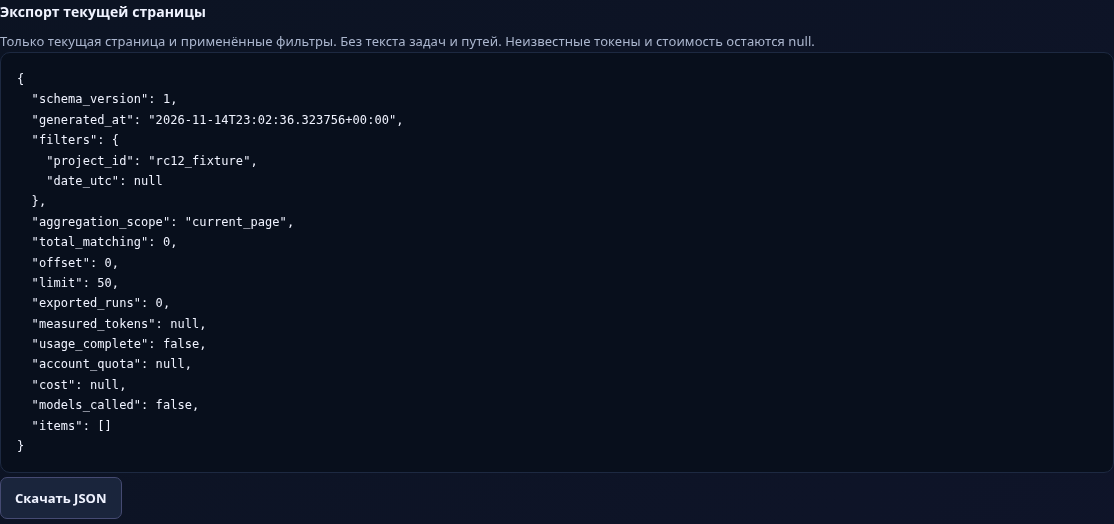 Экспорт текущей страницы
Только текущая страница и применённые фильтры. Без текста задач и путей. Неизвестные токены и стоимость остаются null.
{
  "schema_version": 1,
  "generated_at": "2026-11-14T23:02:36.323756+00:00",
  "filters": {
    "project_id": "rc12_fixture",
    "date_utc": null
  },
  "aggregation_scope": "current_page",
  "total_matching": 0,
  "offset": 0,
  "limit": 50,
  "exported_runs": 0,
  "measured_tokens": null,
  "usage_complete": false,
  "account_quota": null,
  "cost": null,
  "models_called": false,
  "items": []
}
Скачать JSON